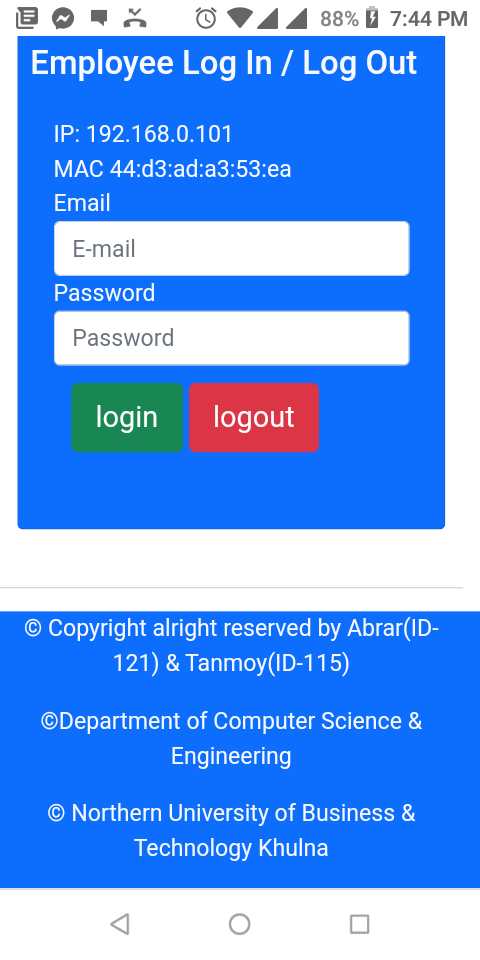 88% 7:44 PM
Employee Log In / Log Out
IP: 192.168.0.101
MAC 44:d3:ad:a3:53:ea
Email
E-mail
Password
Password
login logout
© Copyright alright reserved by Abrar(ID-
121) & Tanmoy(ID-115)
©Department of Computer Science &
Engineering
© Northern University of Business &
Technology Khulna